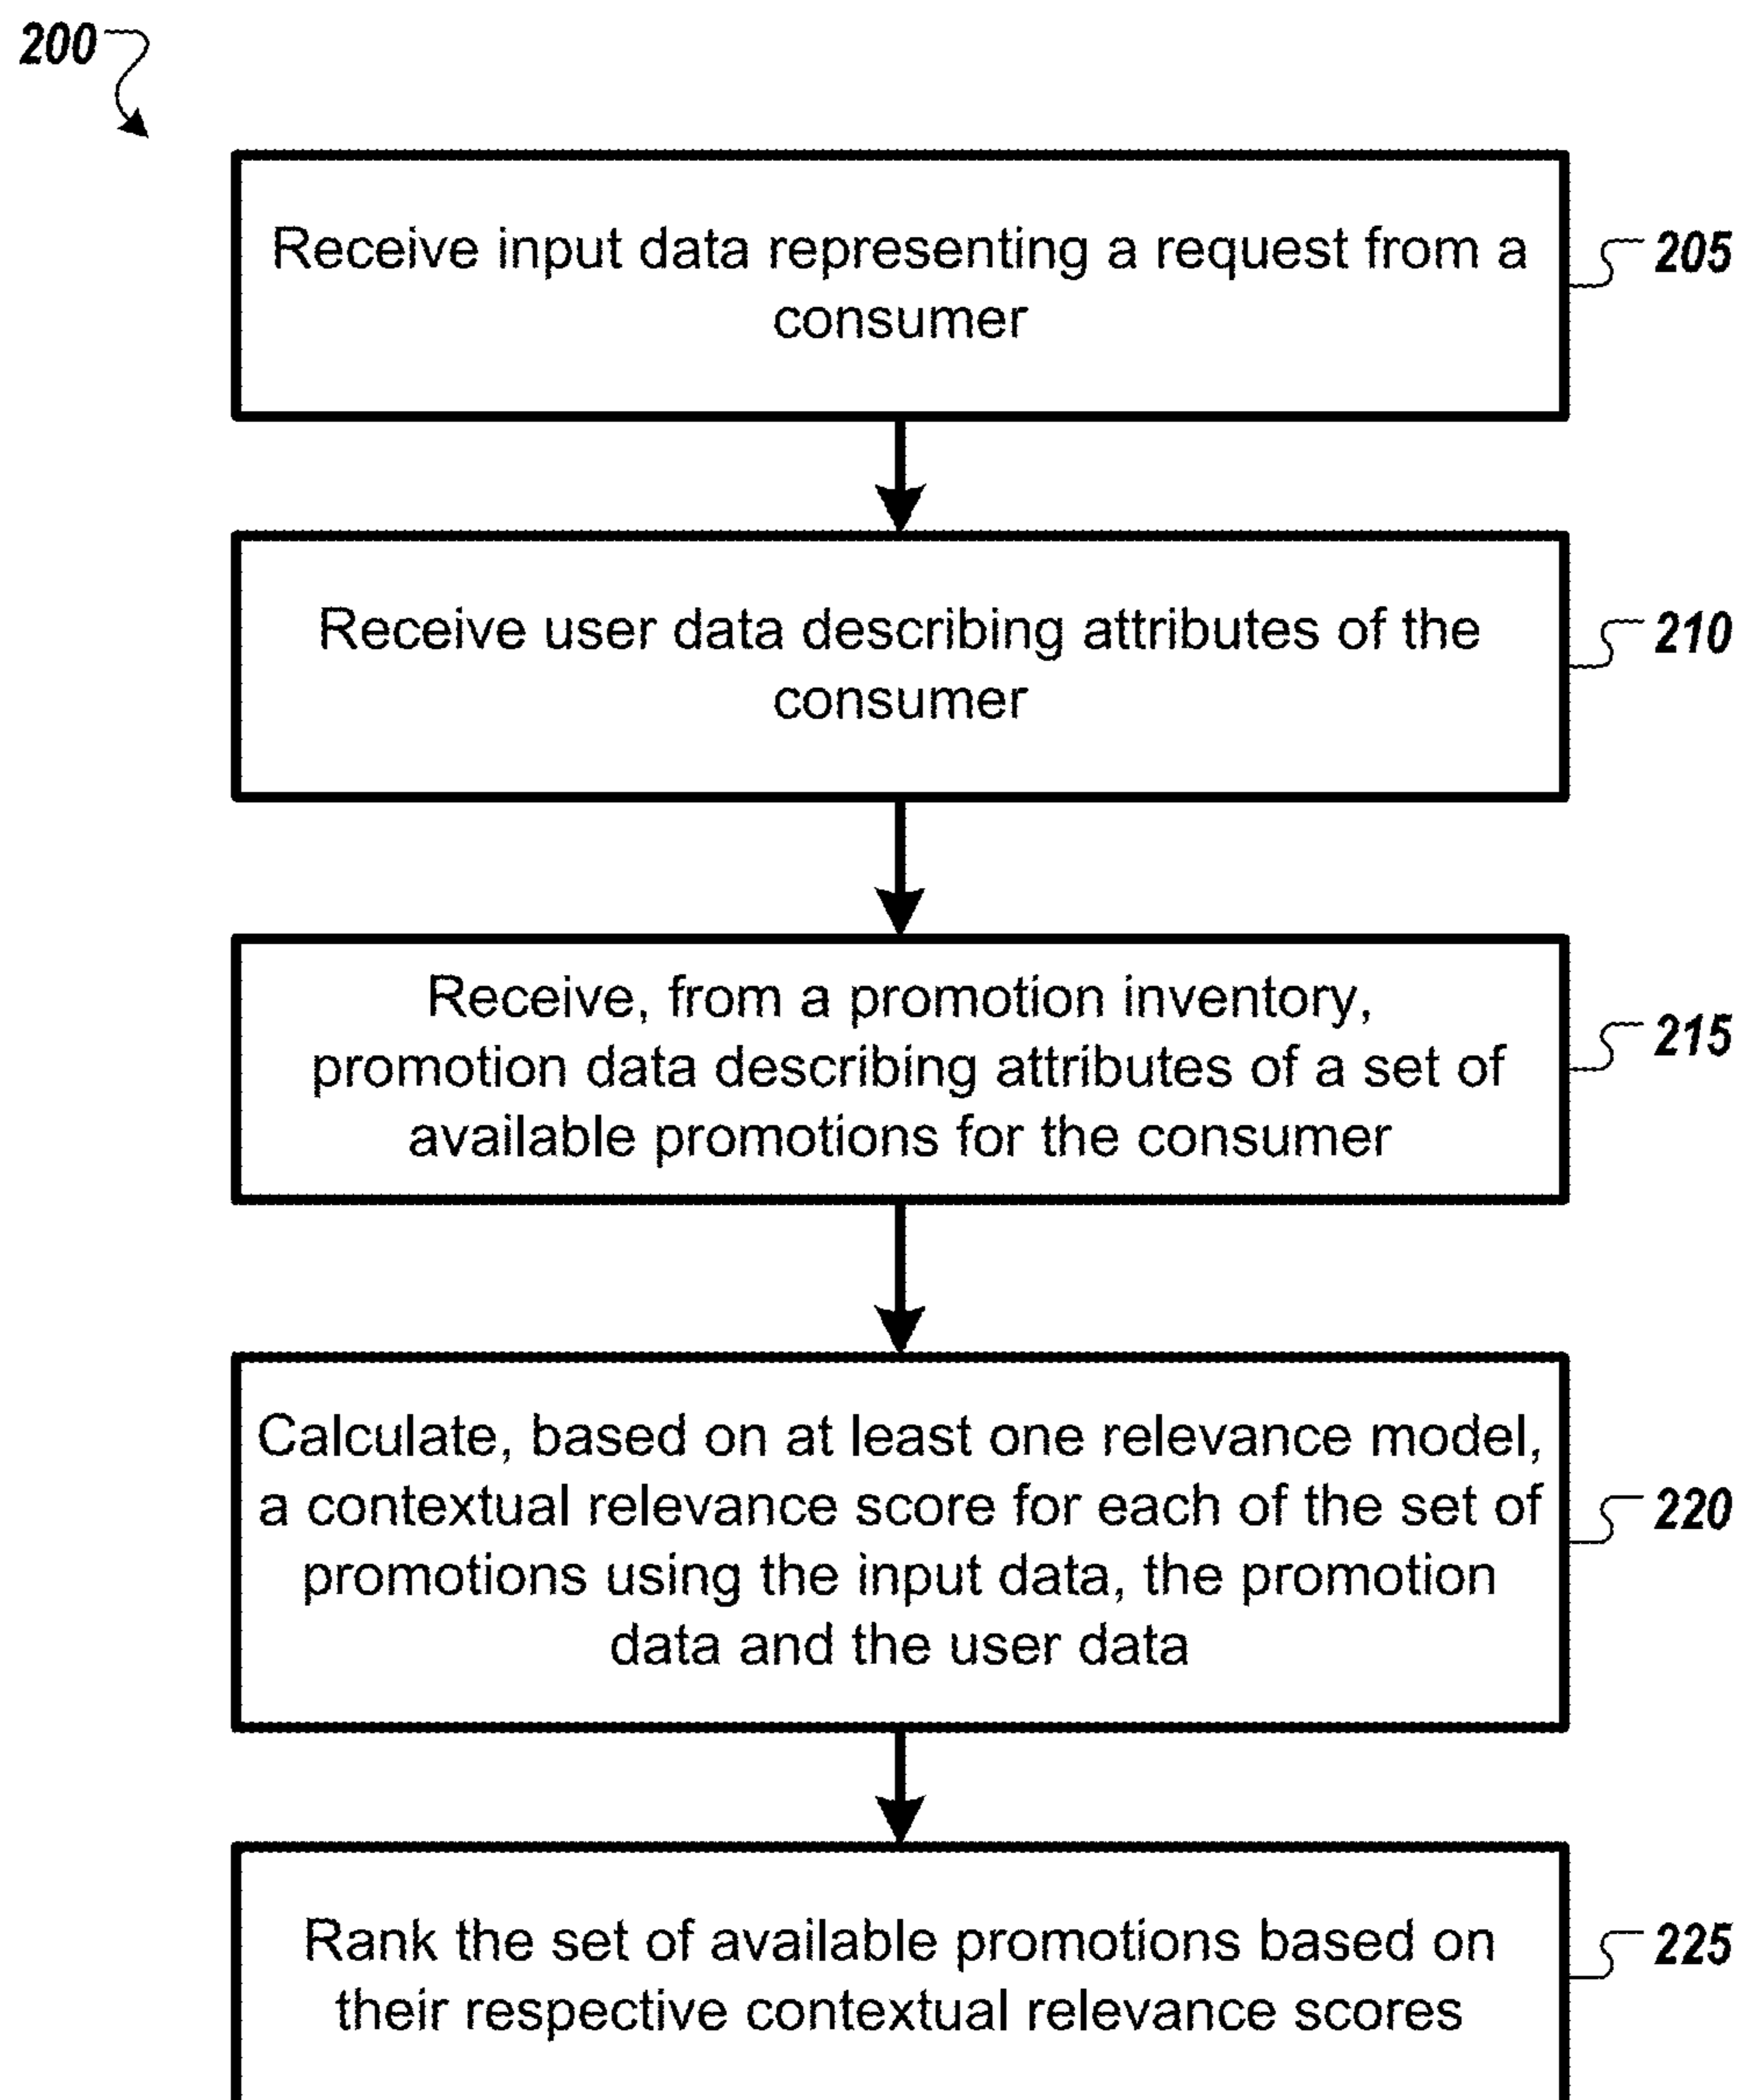 200
Receive input data representing a request from a
consumer
205
Receive user data describing attributes of the
consumer
210
Receive, from a promotion inventory,
promotion data describing attributes of a set of
available promotions for the consumer
215
Calculate, based on at least one relevance model,
a contextual relevance score for each of the set of
promotions using the input data, the promotion
data and the user data
220
Rank the set of available promotions based on
their respective contextual relevance scores
225